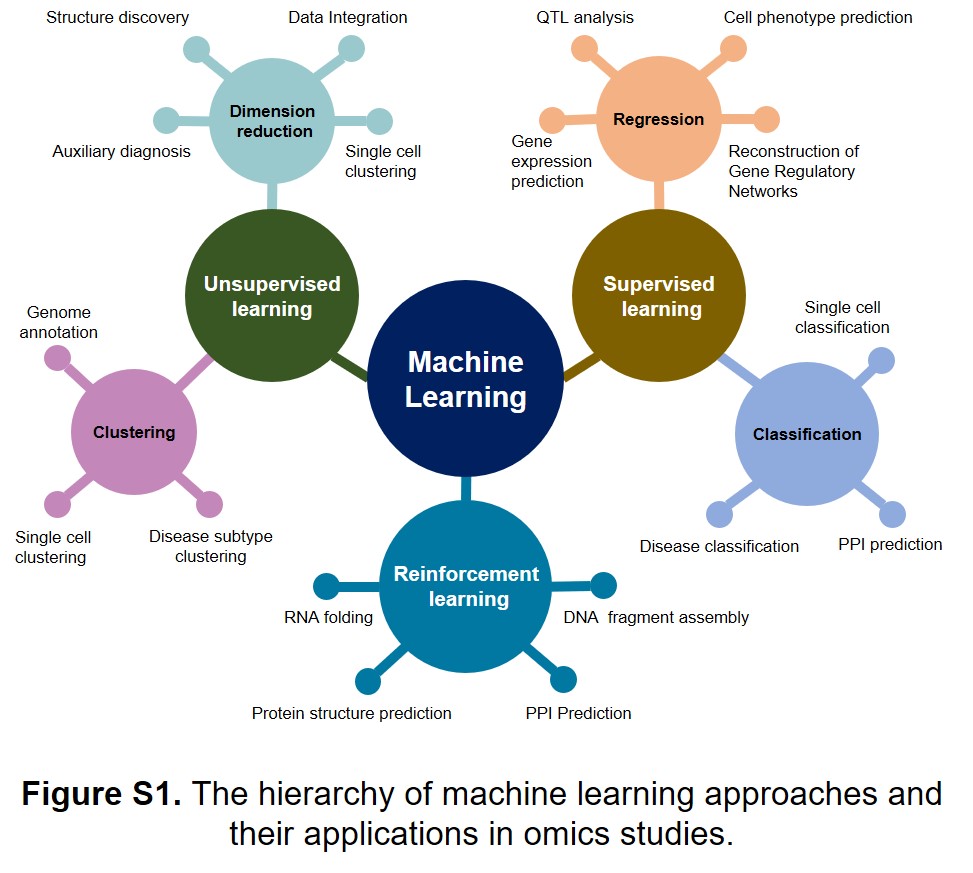 Structure discovery
Data Integration
QTL analysis
Cell phenotype prediction
Dimension
reduction
Regression
Auxiliary diagnosis
Single cell
clustering
Gene
expression
prediction
Reconstruction of
Gene Regulatory
Networks
Unsupervised
learning
Supervised
learning
Genome
annotation
Single cell
classification
Machine
Learning
Clustering
Classification
Single cell
clustering
Disease subtype
clustering
Disease classification
PPI prediction
Reinforcement
learning
RNA folding
DNA fragment assembly
Protein structure prediction
PPI Prediction
Figure S1. The hierarchy of machine learning approaches and
their applications in omics studies.